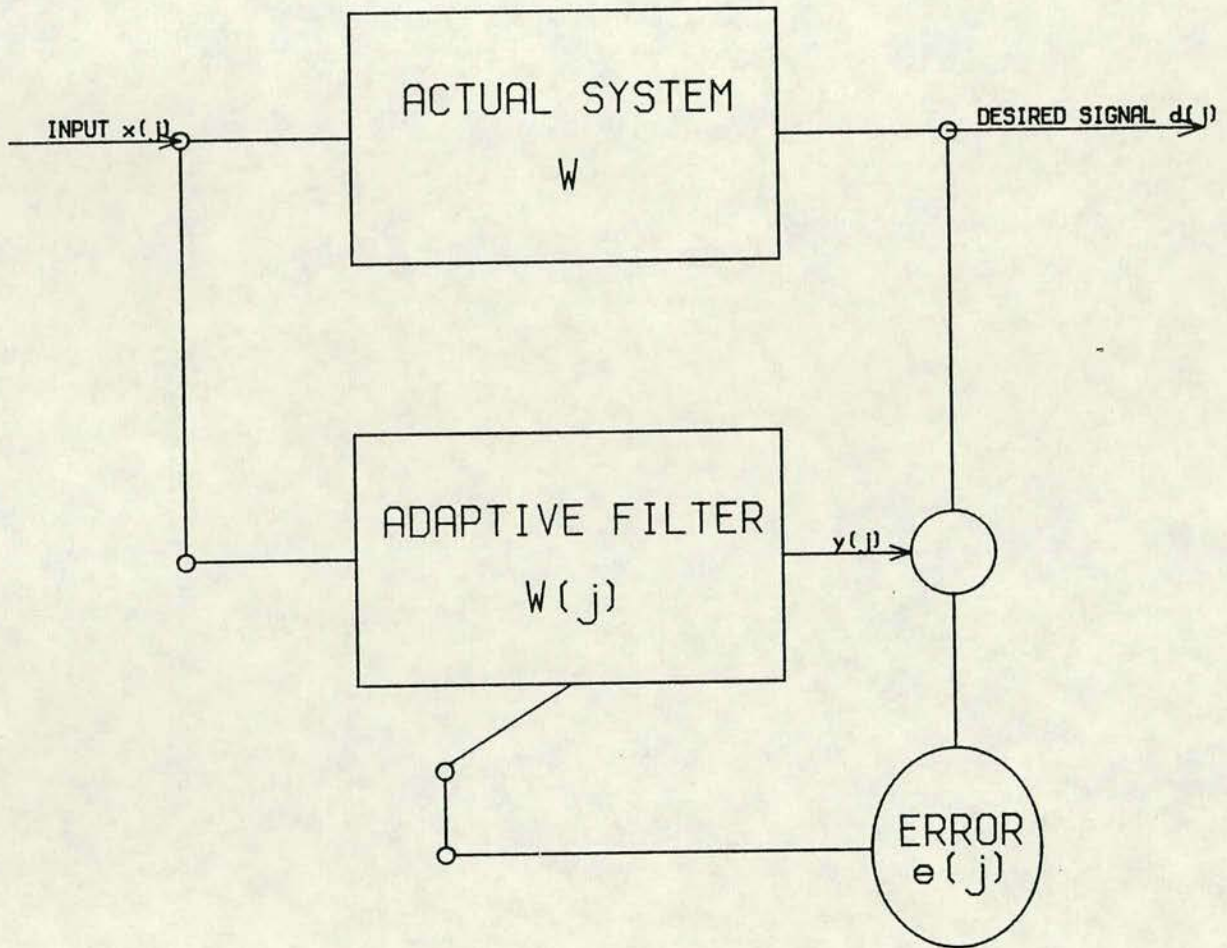 ACTUAL SYSTEM
W
INPUT x(j)
DESIRED SIGNAL d(j)
ADAPTIVE FILTER
W(j)
y(j)
ERROR
e(j)